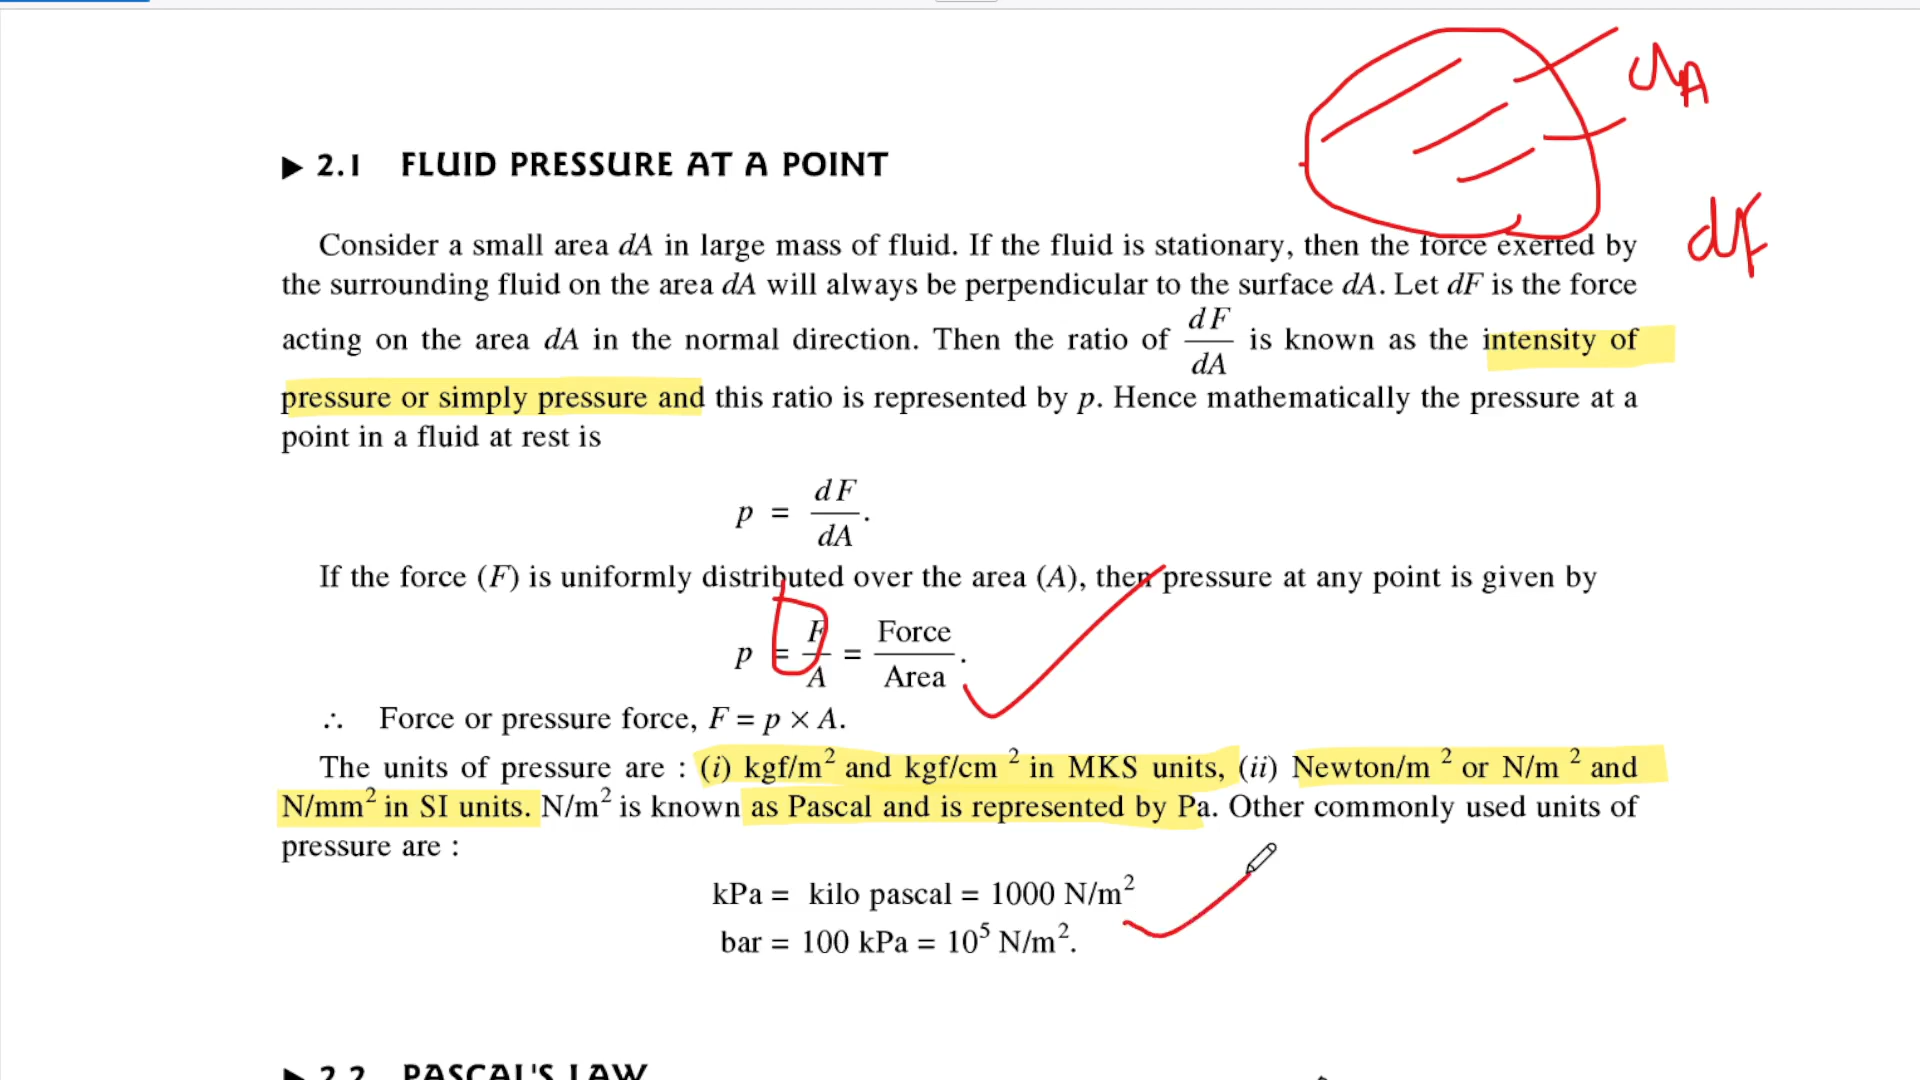 dA
▶ 2.1 FLUID PRESSURE AT A POINT
dF
Consider a small area dA in large mass of fluid. If the fluid is stationary, then the force exerted by
the surrounding fluid on the area dA will always be perpendicular to the surface dA. Let dF is the force
acting on the area dA in the normal direction. Then the ratio of dF/dA is known as the intensity of
pressure or simply pressure and this ratio is represented by p. Hence mathematically the pressure at a
point in a fluid at rest is
p = dF/dA.
If the force (F) is uniformly distributed over the area (A), then pressure at any point is given by
p = F/A = Force/Area.
∴ Force or pressure force, F = p × A.
The units of pressure are : (i) kgf/m² and kgf/cm ² in MKS units, (ii) Newton/m ² or N/m ² and
N/mm² in SI units. N/m² is known as Pascal and is represented by Pa. Other commonly used units of
pressure are :
kPa = kilo pascal = 1000 N/m²
bar = 100 kPa = 10⁵ N/m².
▶ 2.2 PASCAL'S LAW